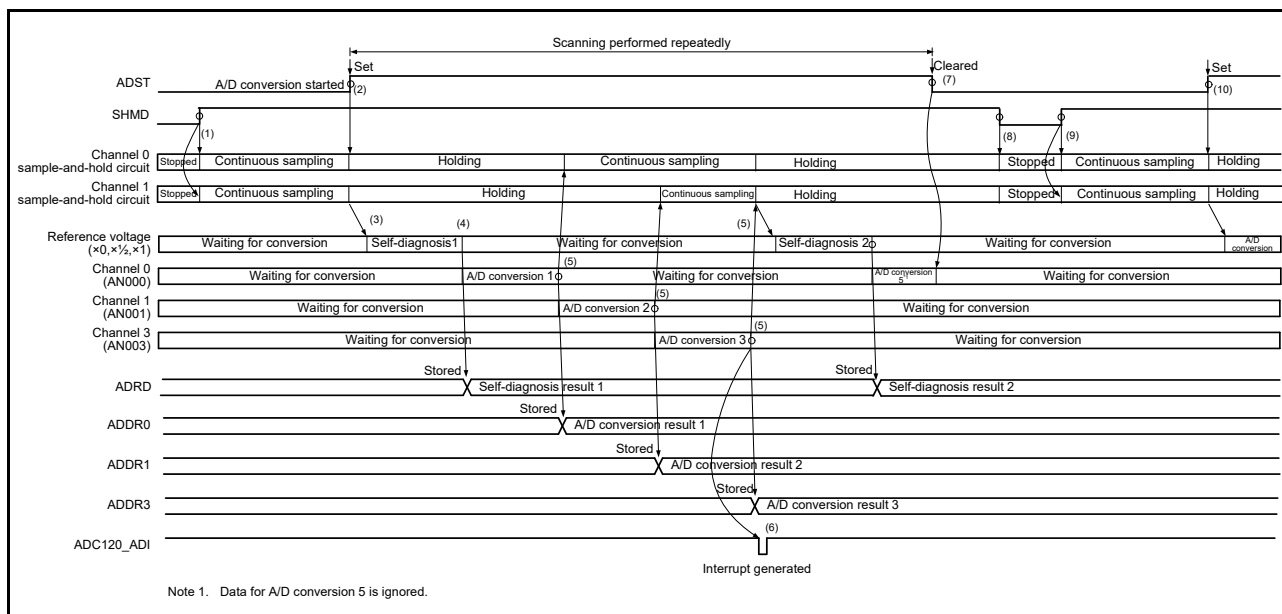 Scanning performed repeatedly
Set Cleared Set
ADST A/D conversion started (2) (7) (10)
SHMD (1) (8) (9)
Channel 0
sample-and-hold circuit Stopped Continuous sampling Holding Continuous sampling Holding Stopped Continuous sampling Holding
Channel 1
sample-and-hold circuit Stopped Continuous sampling Holding Continuous sampling Holding Stopped Continuous sampling Holding
(3) (4) (5)
Reference voltage
(×0,×½,×1) Waiting for conversion Self-diagnosis1 Waiting for conversion Self-diagnosis 2 Waiting for conversion A/D conversion
Channel 0
(AN000) Waiting for conversion A/D conversion 1 (5) Waiting for conversion A/D conversion 5*1 Waiting for conversion
Channel 1
(AN001) Waiting for conversion A/D conversion 2 (5) Waiting for conversion
Channel 3
(AN003) Waiting for conversion A/D conversion 3 (5) Waiting for conversion
Stored Stored
ADRD Self-diagnosis result 1 Self-diagnosis result 2
Stored
ADDR0 A/D conversion result 1
Stored
ADDR1 A/D conversion result 2
Stored
ADDR3 A/D conversion result 3
(6)
ADC120_ADI
Interrupt generated
Note 1. Data for A/D conversion 5 is ignored.